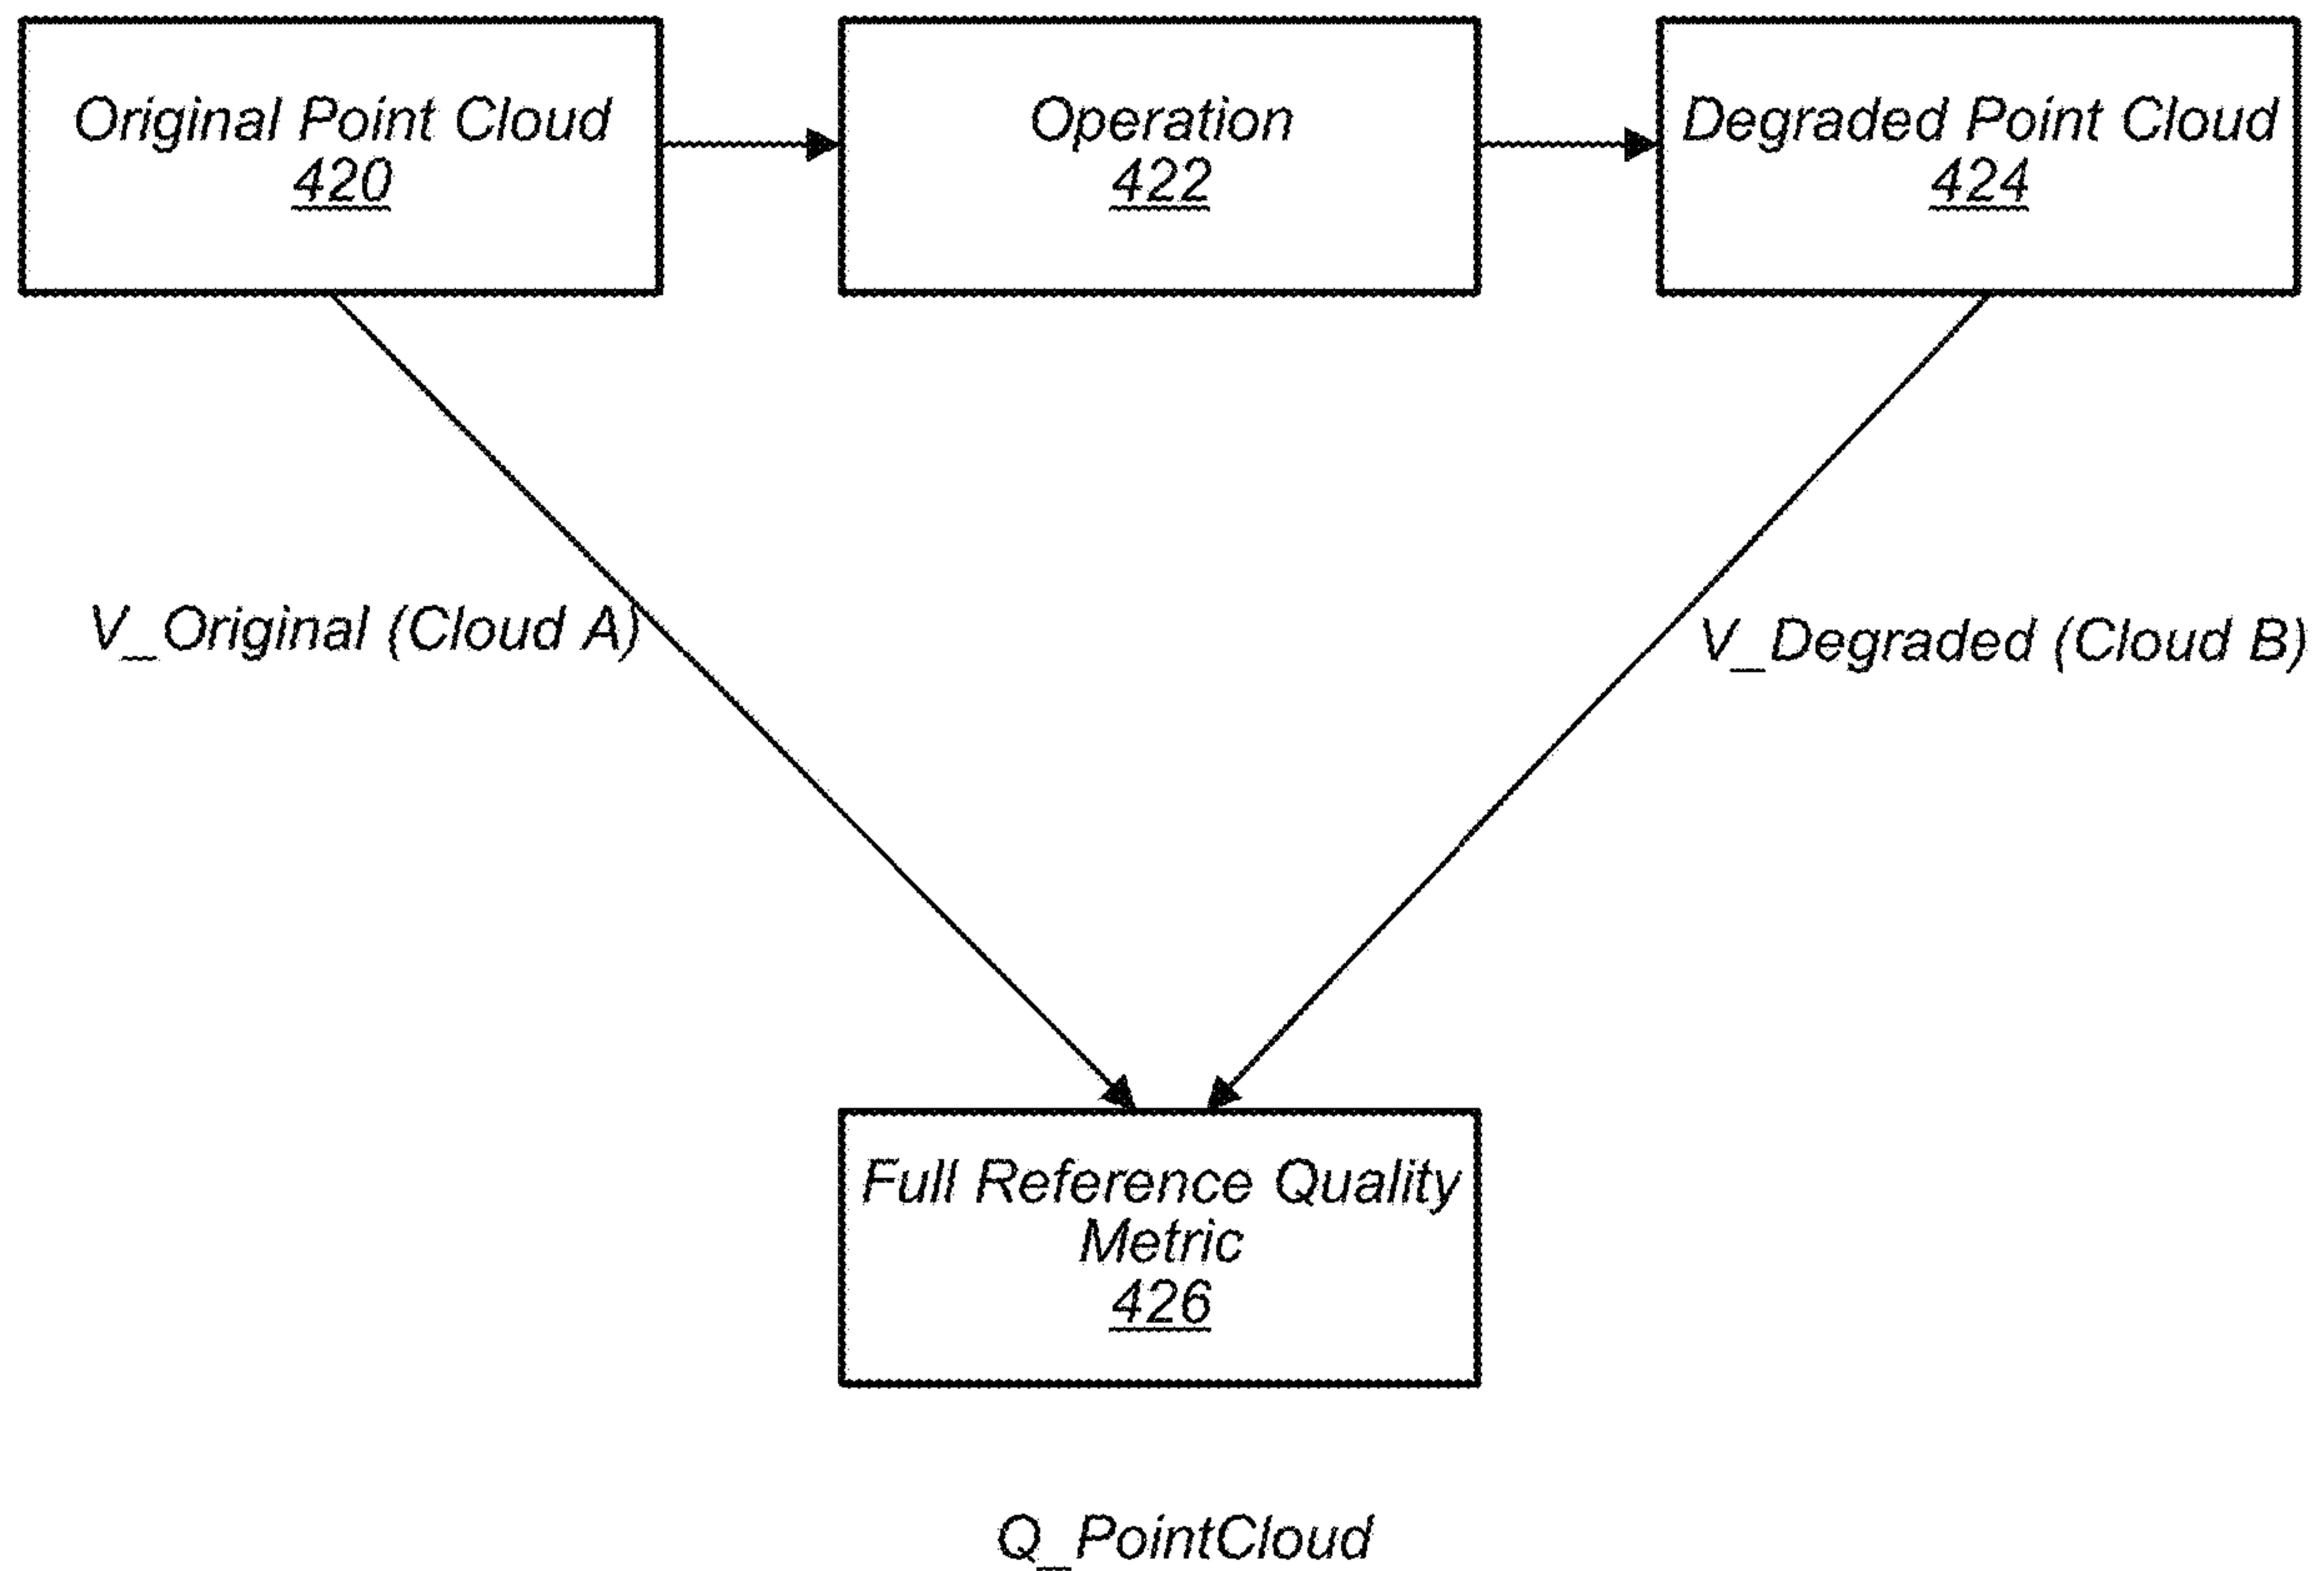 Original Point Cloud
420
Operation
422
Degraded Point Cloud
424
V_Original (Cloud A)
V_Degraded (Cloud B)
Full Reference Quality
Metric
426
Q_PointCloud